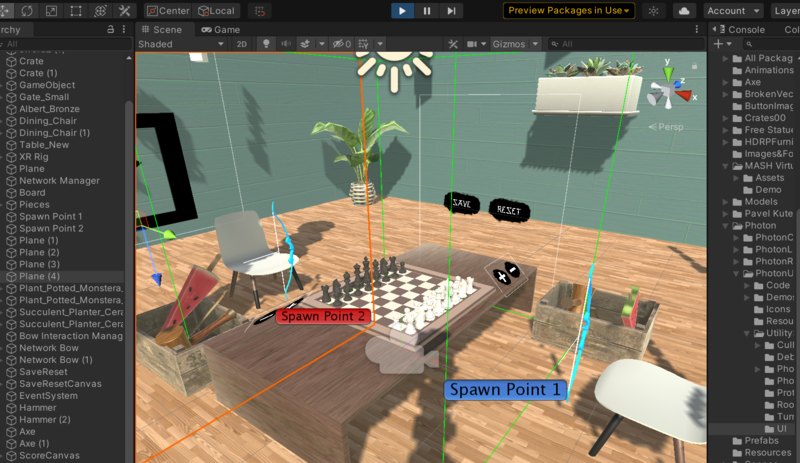 Center
Local
Preview Packages in Use
Account
Layer
rchy
All
Scene
Game
Console
Co
Shaded
2D
0
Gizmos
All
Crate
Crate (1)
GameObject
Gate_Small
Albert_Bronze
Dining_Chair
Dining_Chair (1)
Table_New
XR Rig
Plane
Network Manager
Board
Pieces
Spawn Point 1
Spawn Point 2
Plane (1)
Plane (2)
Plane (3)
Plane (4)
Plant_Potted_Monstera_
Plant_Potted_Monstera_
Succulent_Planter_Cera
Succulent_Planter_Cera
Bow Interaction Manag
Network Bow
Network Bow (1)
SaveReset
SaveResetCanvas
EventSystem
Hammer
Hammer (2)
Axe
Axe (1)
ScoreCanvas
y
z
x
Persp
SAVE
RESET
+
-
Spawn Point 2
Spawn Point 1
All Packag
Animations
Axe
BrokenVec
ButtonImag
Crates00
Free Statue
HDRPFurni
Images&Fo
MASH Virtu
Assets
Demo
Models
Pavel Kute
Photon
PhotonC
PhotonL
PhotonR
PhotonU
Code
Demos
Icons
Resou
Utility
Cull
Deb
Pho
Pho
Prot
Roo
Turn
UI
Prefabs
Resources